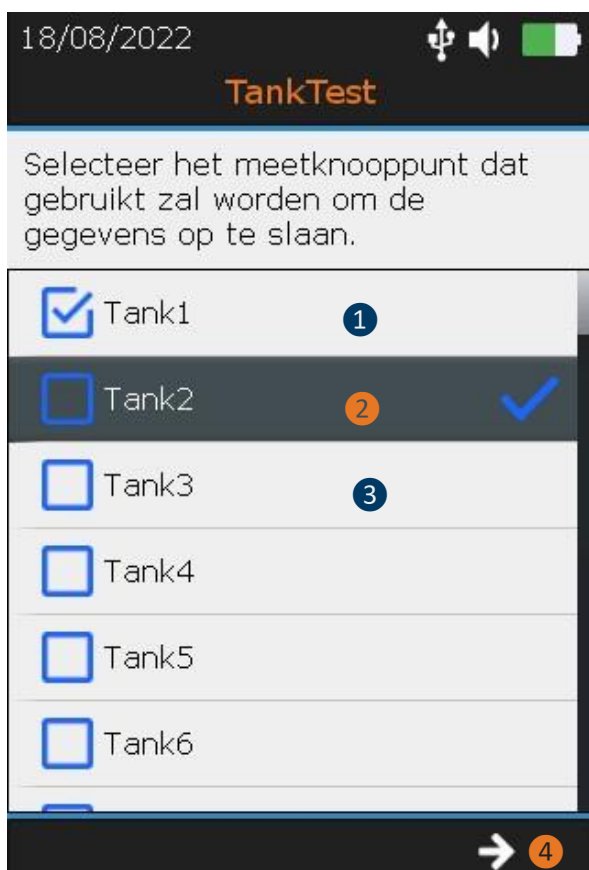 18/08/2022
TankTest
Selecteer het meetknooppunt dat
gebruikt zal worden om de
gegevens op te slaan.
Tank1 1
Tank2 2
Tank3 3
Tank4
Tank5
Tank6
4